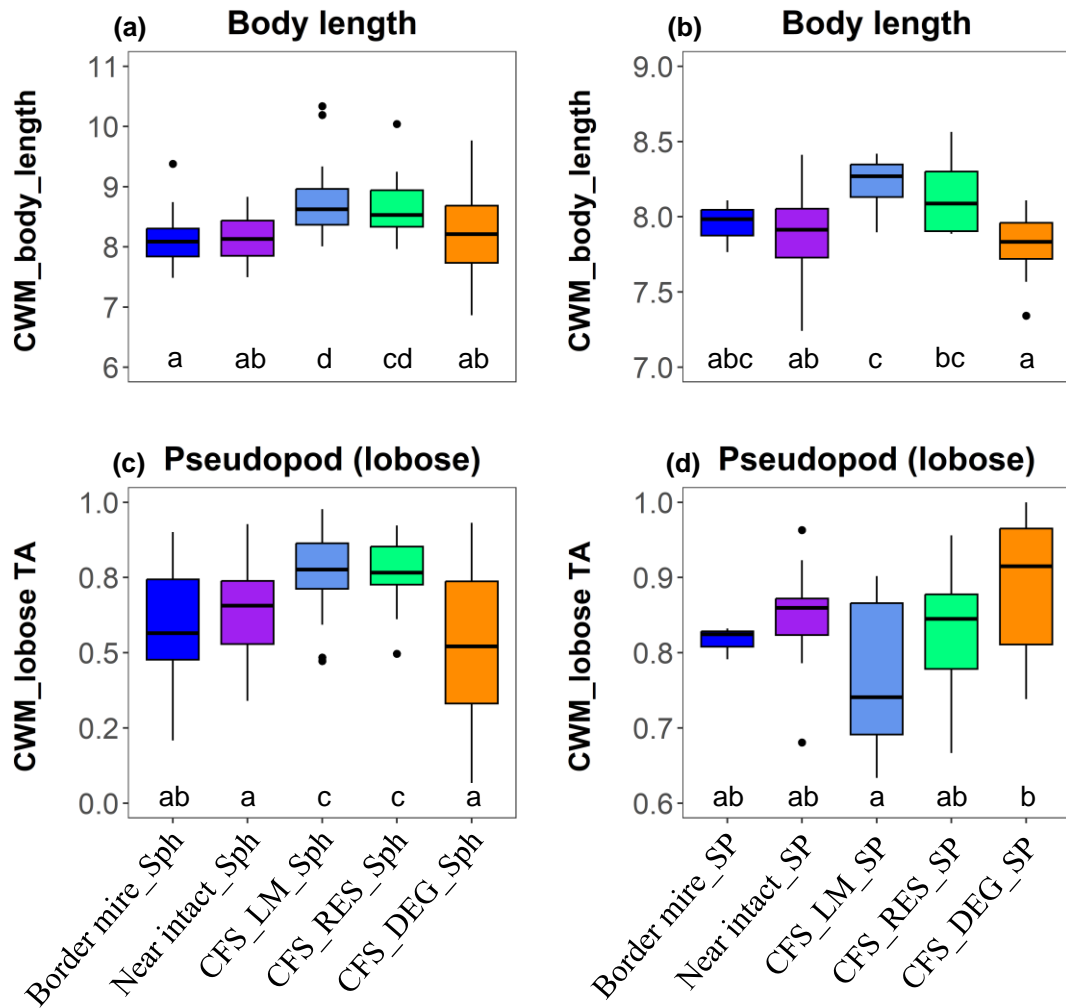 (a) Body length
CWM_body_length
11
10
9
8
7
6
a ab d cd ab
(b) Body length
CWM_body_length
9.0
8.5
8.0
7.5
7.0
abc ab c bc a
(c) Pseudopod (lobose)
CWM_lobose TA
1.0
0.8
0.5
0.2
0.0
ab a c c a
Border mire_Sph
Near intact_Sph
CFS_LM_Sph
CFS_RES_Sph
CFS_DEG_Sph
(d) Pseudopod (lobose)
CWM_lobose TA
1.0
0.9
0.8
0.7
0.6
ab ab a ab b
Border mire_SP
Near intact_SP
CFS_LM_SP
CFS_RES_SP
CFS_DEG_SP